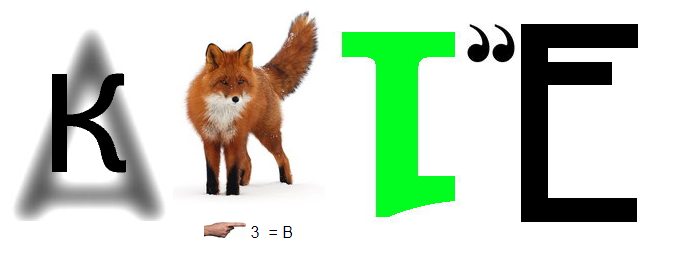 К Д ” E
3 = В